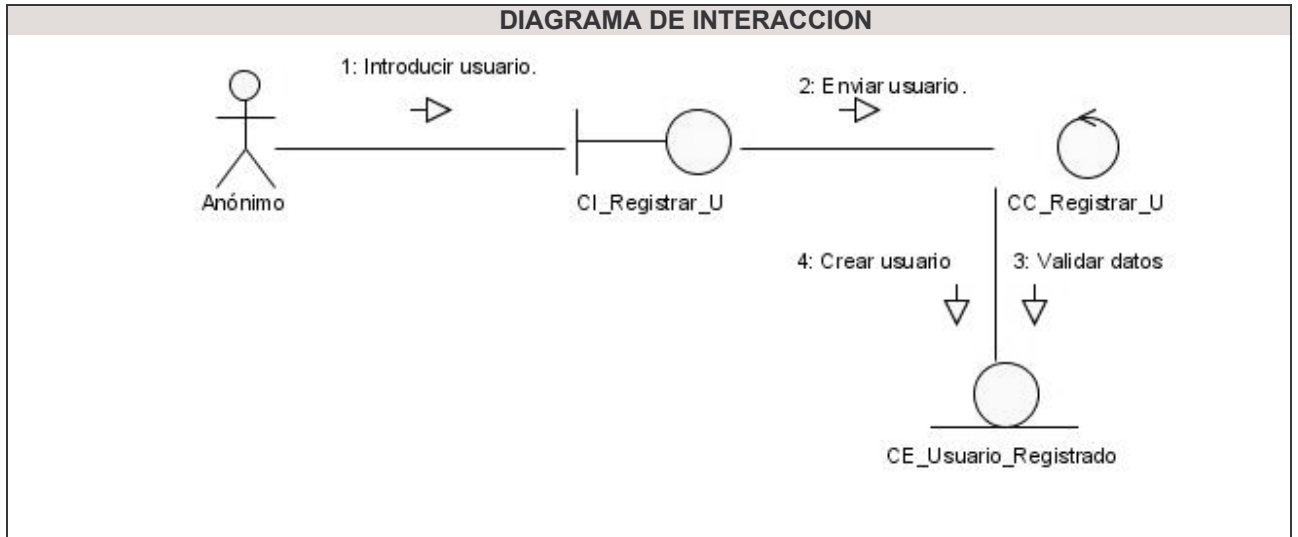 DIAGRAMA DE INTERACCION
1: Introducir usuario.
2: Enviar usuario.
Anónimo
CI_Registrar_U
CC_Registrar_U
4: Crear usuario
3: Validar datos
CE_Usuario_Registrado